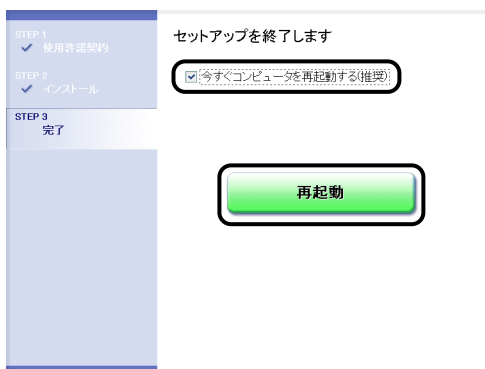 STEP 1
使用許諾契約
STEP 2
インストール
STEP 3
完了
セットアップを終了します
今すぐコンピュータを再起動する(推奨)
再起動